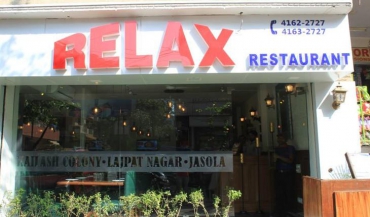 RELAX
4162-2727
4163-2727
RESTAURANT
KAILASH COLONY•LAJPAT NAGAR•JASOLA